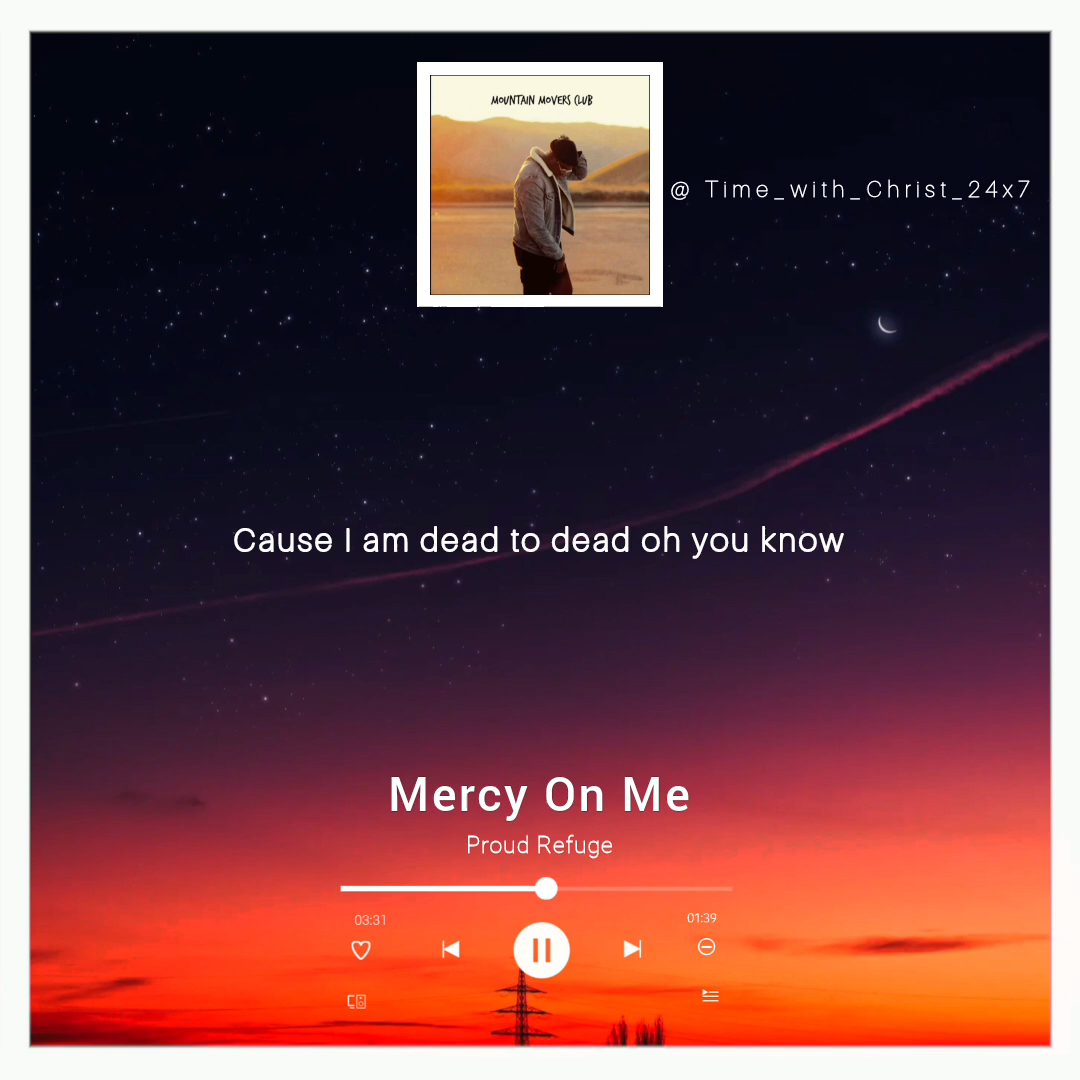 MOUNTAIN MOVERS CLUB
@ Time_with_Christ_24x7
Cause I am dead to dead oh you know
Mercy On Me
Proud Refuge
03:31
01:39